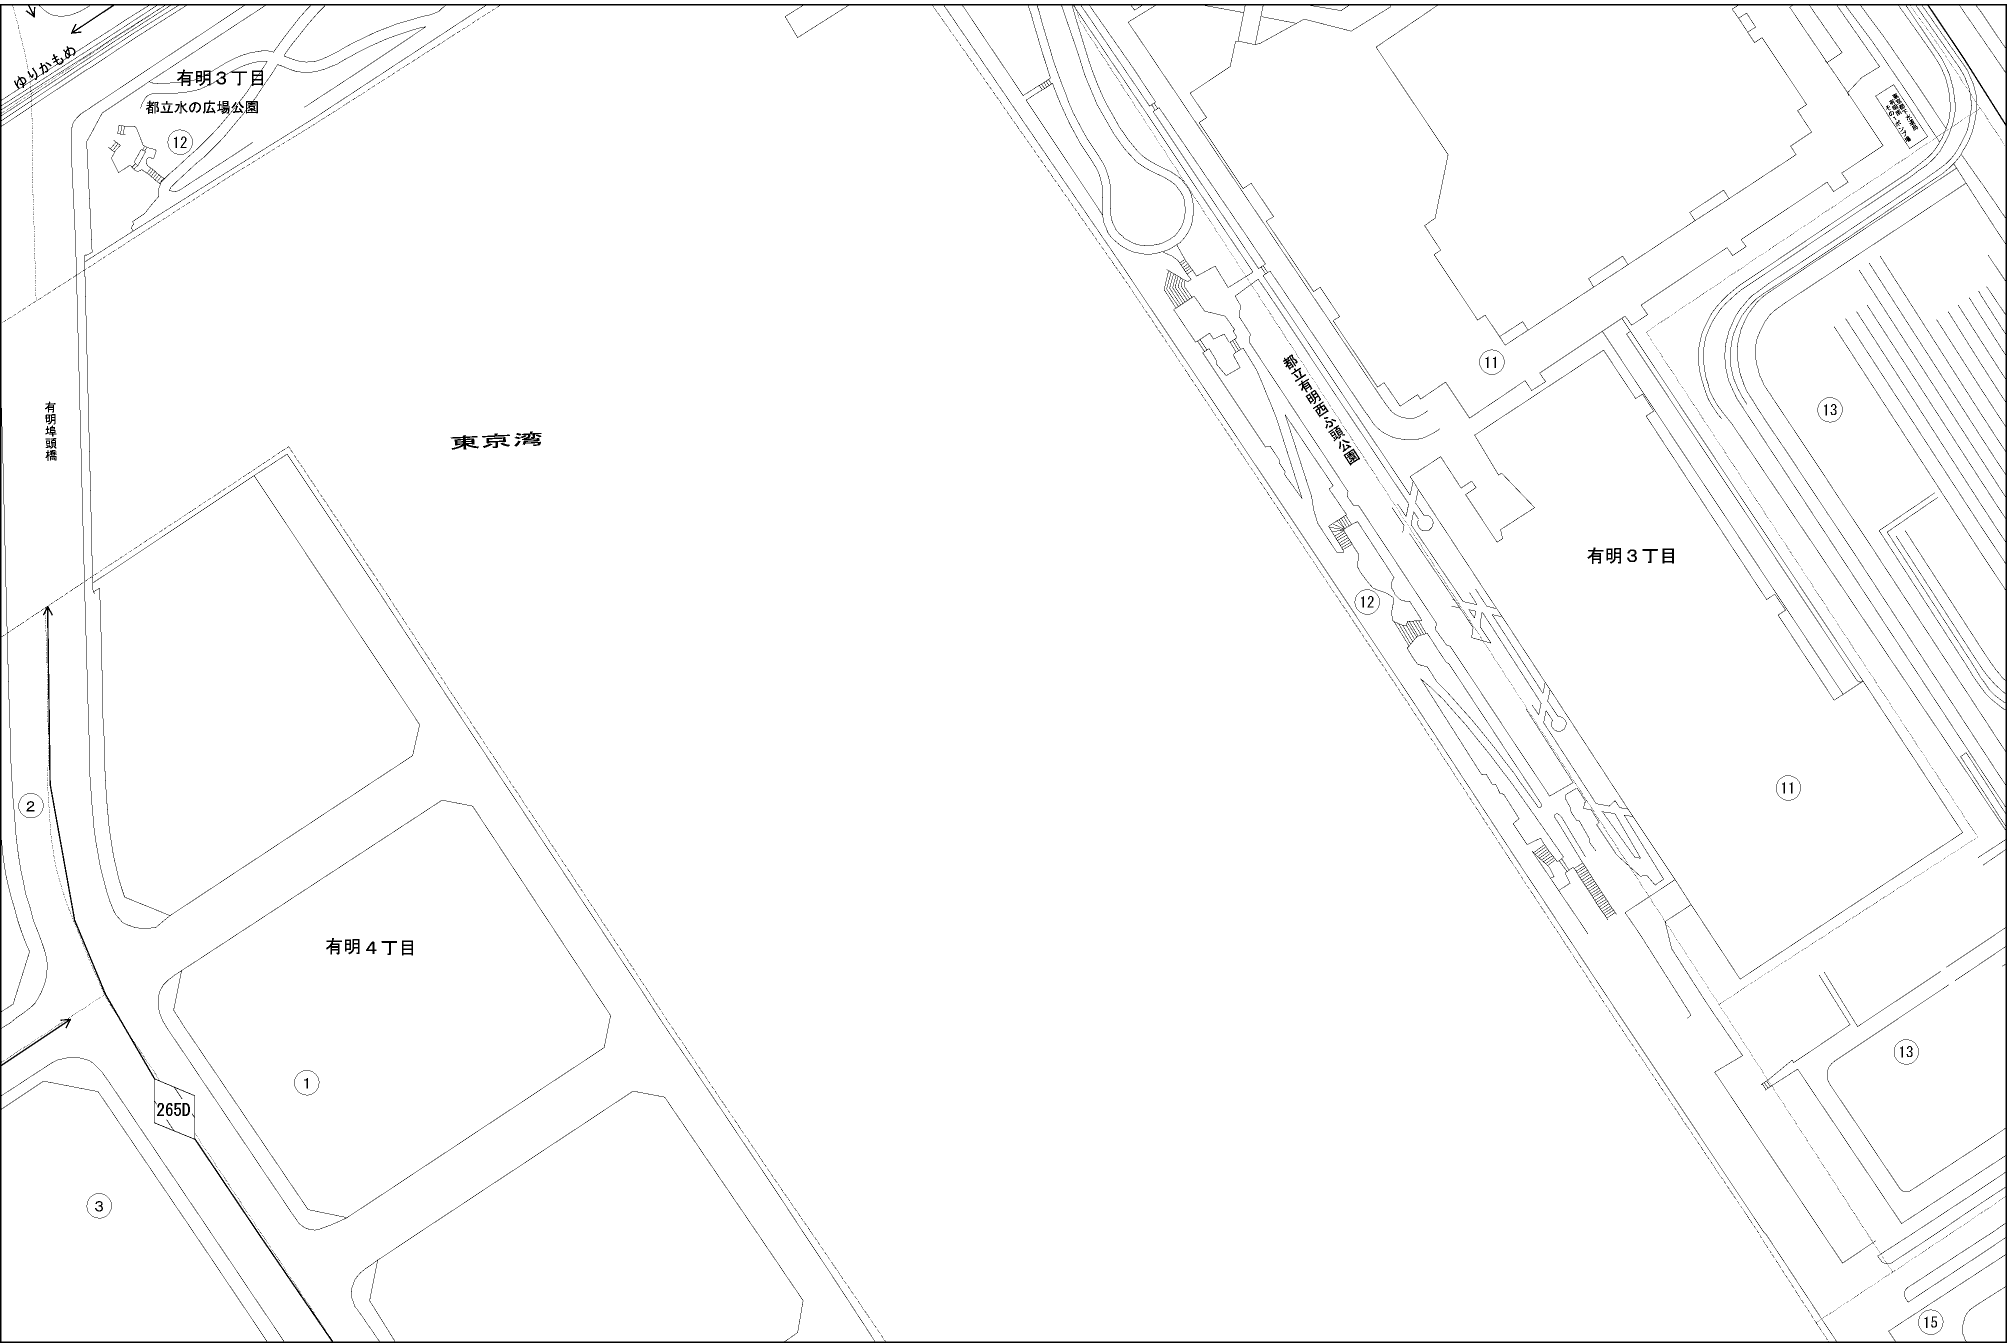 ゆりかもめ
有明３丁目
都立水の広場公園
12
有明埠頭橋
東京湾
都立有明西ふ頭公園
11
13
有明３丁目
12
2
11
有明４丁目
1
13
265D
3
15